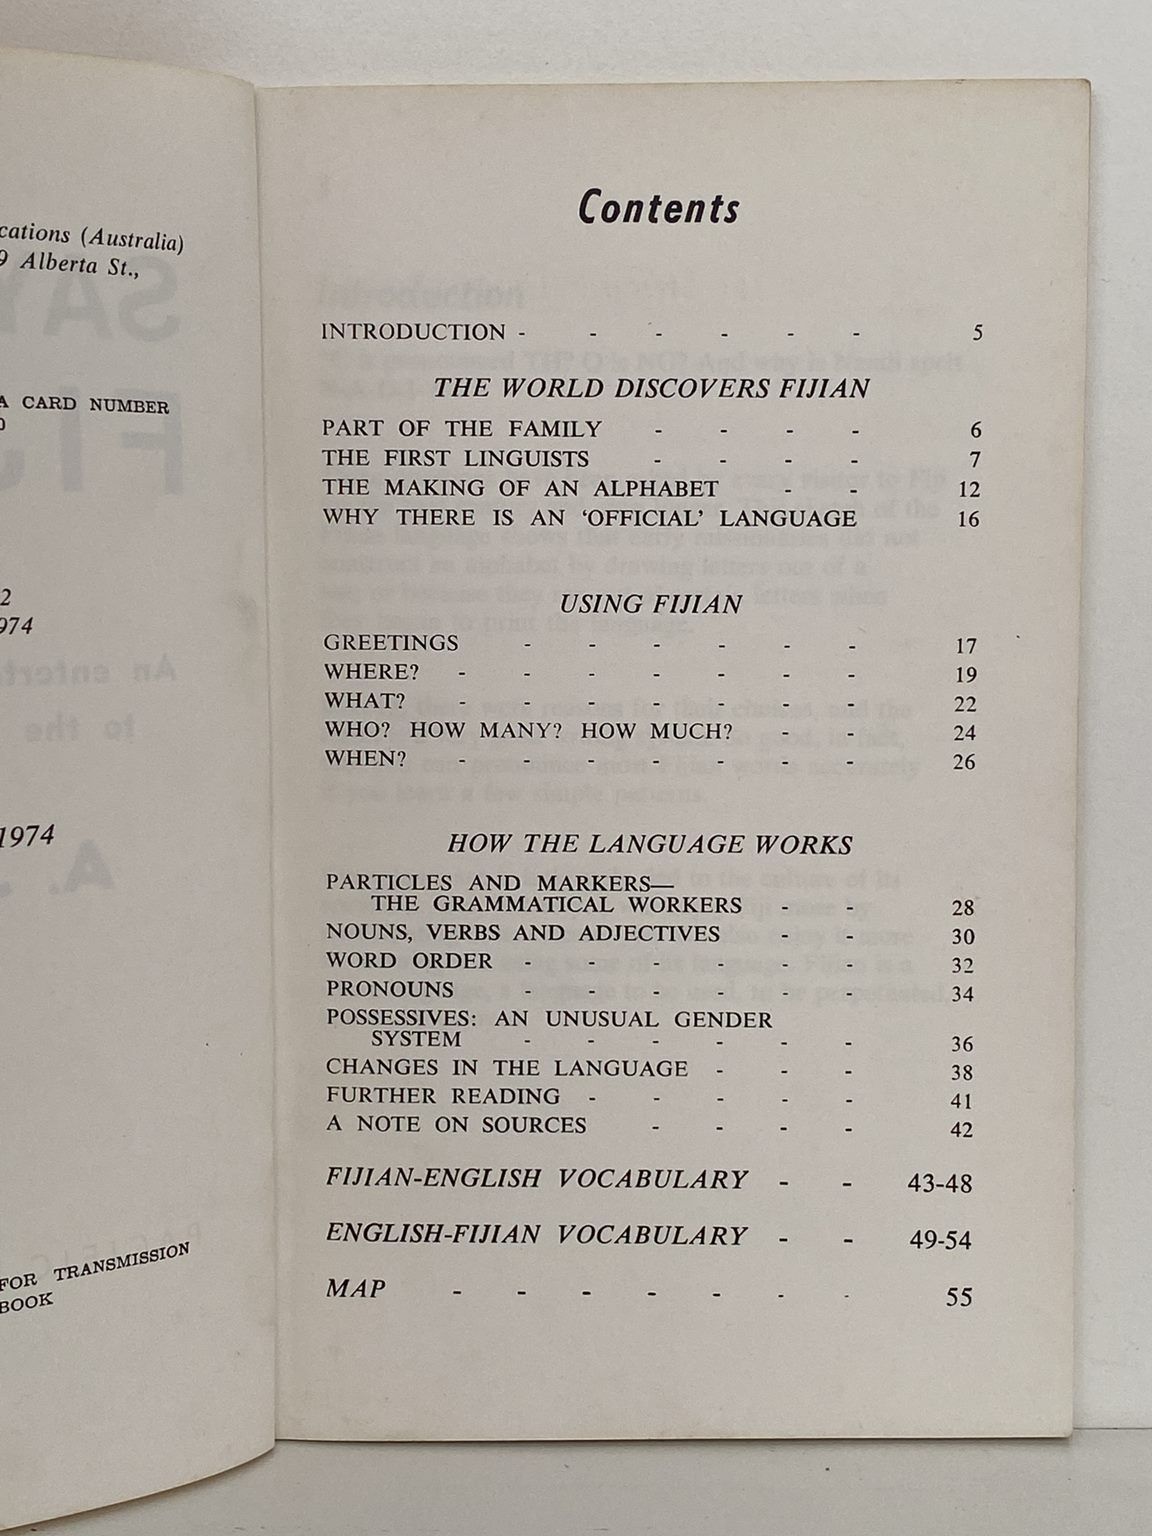 cations (Australia)
9 Alberta St.,
A CARD NUMBER
0
2
974
1974
FOR TRANSMISSION
BOOK
Contents
INTRODUCTION - - - - - - 5
THE WORLD DISCOVERS FIJIAN
PART OF THE FAMILY - - - - 6
THE FIRST LINGUISTS - - - - 7
THE MAKING OF AN ALPHABET - - 12
WHY THERE IS AN ‘OFFICIAL’ LANGUAGE 16
USING FIJIAN
GREETINGS - - - - - - 17
WHERE? - - - - - - - 19
WHAT? - - - - - - - 22
WHO? HOW MANY? HOW MUCH? - - 24
WHEN? - - - - - - - 26
HOW THE LANGUAGE WORKS
PARTICLES AND MARKERS—
THE GRAMMATICAL WORKERS - - 28
NOUNS, VERBS AND ADJECTIVES - - 30
WORD ORDER - - - - - - 32
PRONOUNS - - - - - - 34
POSSESSIVES: AN UNUSUAL GENDER
SYSTEM - - - - - - 36
CHANGES IN THE LANGUAGE - - - 38
FURTHER READING - - - - - 41
A NOTE ON SOURCES - - - - 42
FIJIAN-ENGLISH VOCABULARY - - 43-48
ENGLISH-FIJIAN VOCABULARY - - 49-54
MAP - - - - - - - 55